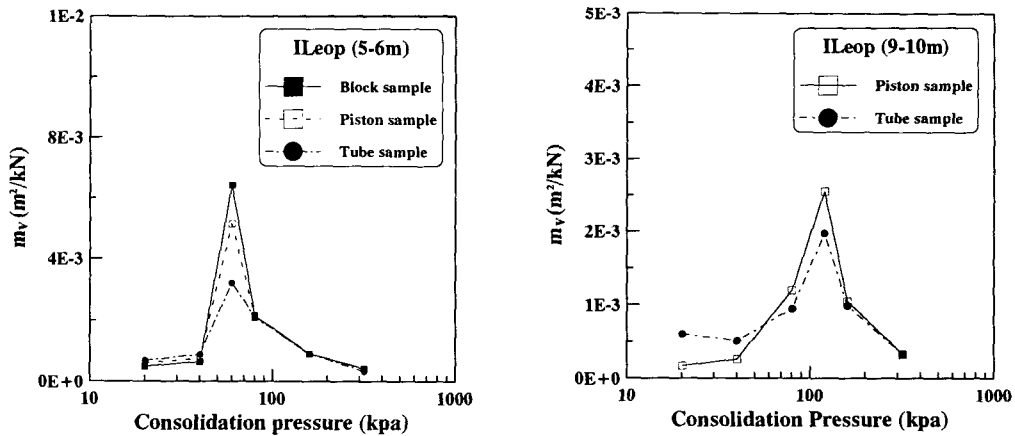 1E-2
8E-3
4E-3
0E+0
m_v (m²/kN)
10
100
1000
Consolidation pressure (kpa)
ILeop (5-6m)
Block sample
Piston sample
Tube sample
5E-3
4E-3
3E-3
2E-3
1E-3
0E+0
m_v (m²/kN)
10
100
1000
Consolidation Pressure (kpa)
ILeop (9-10m)
Piston sample
Tube sample